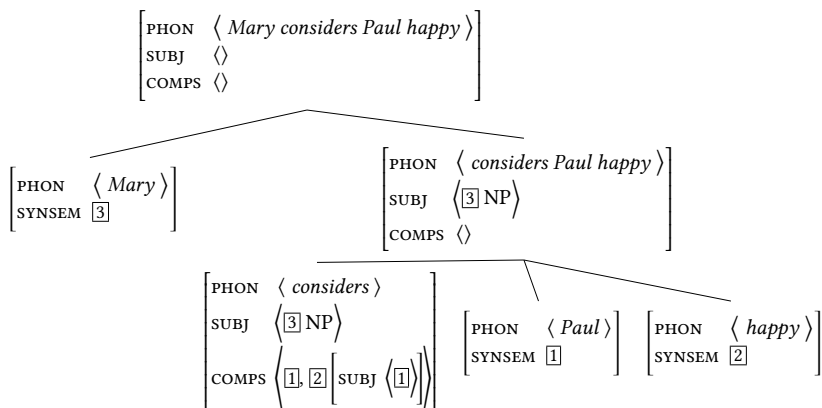 PHON ⟨ Mary considers Paul happy ⟩
SUBJ ⟨⟩
COMPS ⟨⟩
PHON ⟨ Mary ⟩
SYNSEM 3
PHON ⟨ considers Paul happy ⟩
SUBJ ⟨ 3 NP ⟩
COMPS ⟨⟩
PHON ⟨ considers ⟩
SUBJ ⟨ 3 NP ⟩
COMPS ⟨ 1, 2 [SUBJ ⟨ 1 ⟩] ⟩
PHON ⟨ Paul ⟩
SYNSEM 1
PHON ⟨ happy ⟩
SYNSEM 2